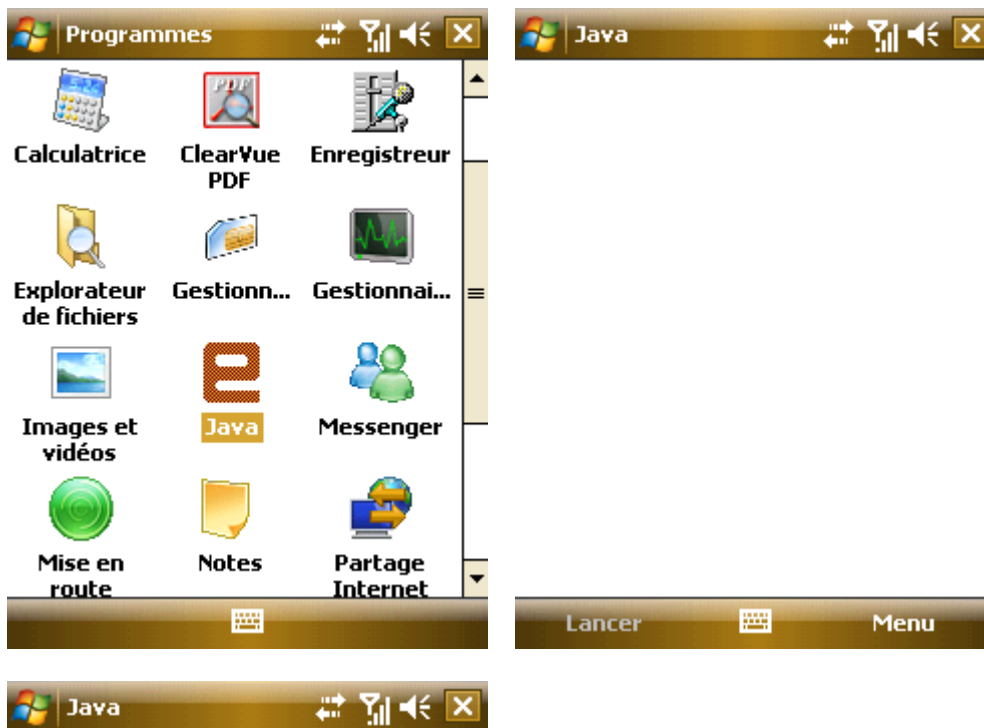 Programmes
Calculatrice
ClearVue
PDF
Enregistreur
Explorateur
de fichiers
Gestionn...
Gestionnai...
Images et
vidéos
Java
Messenger
Mise en
route
Notes
Partage
Internet
Java
Lancer
Menu
Java